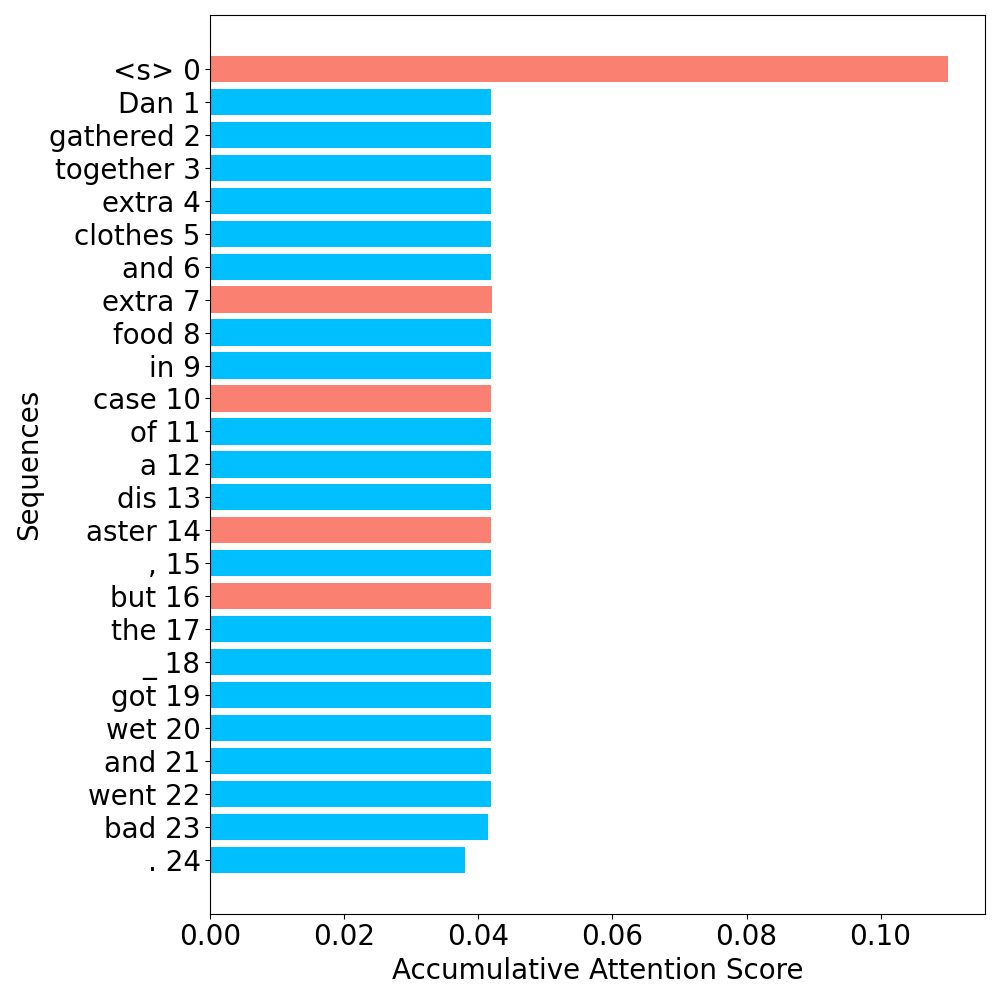 <s> 0
Dan 1
gathered 2
together 3
extra 4
clothes 5
and 6
extra 7
food 8
in 9
case 10
of 11
a 12
dis 13
aster 14
, 15
but 16
the 17
_ 18
got 19
wet 20
and 21
went 22
bad 23
. 24
Sequences
0.00 0.02 0.04 0.06 0.08 0.10
Accumulative Attention Score